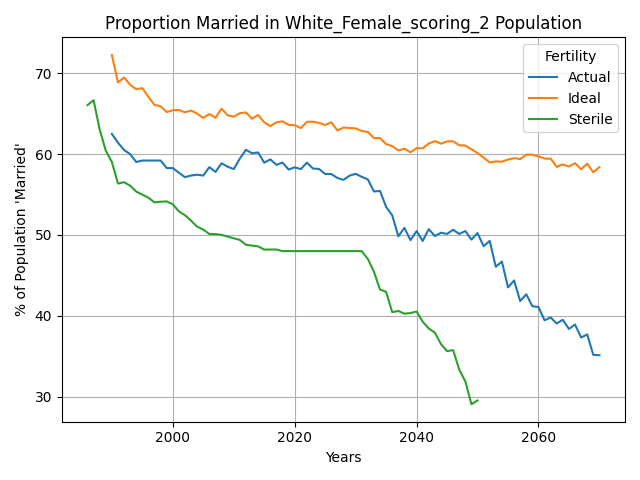 Proportion Married in White_Female_scoring_2 Population
% of Population 'Married'
70
60
50
40
30
Fertility
Actual
Ideal
Sterile
2000
2020
2040
2060
Years